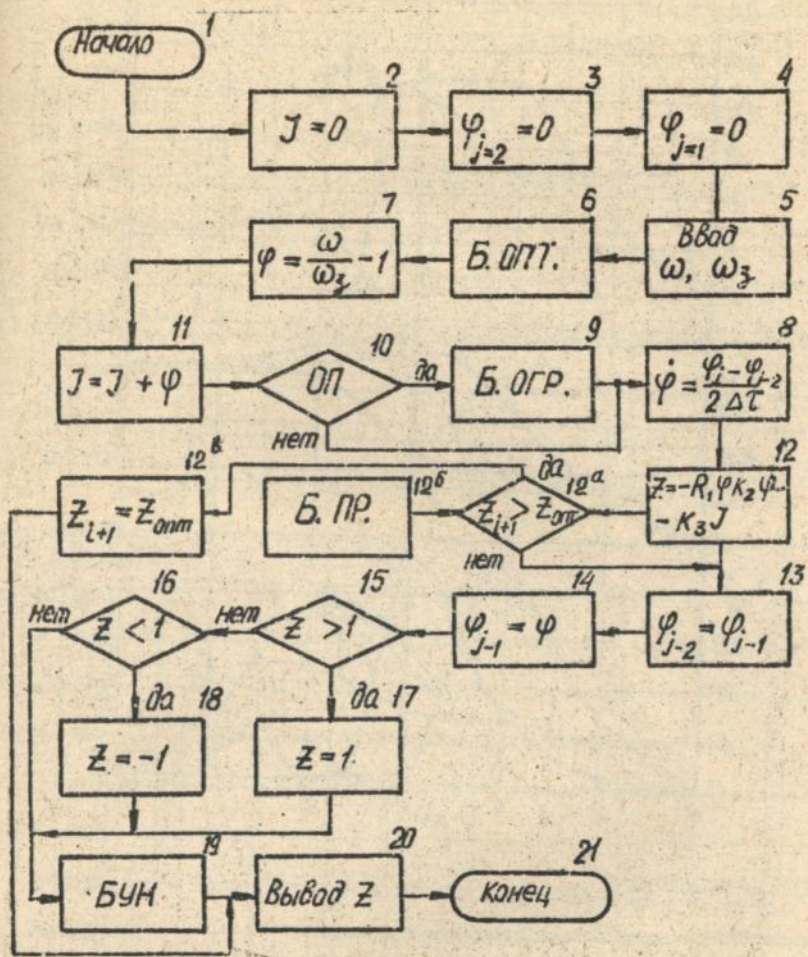 Начало
1
2
J = 0
3
φj=2 = 0
4
φj=1 = 0
7
φ = ω/ωз - 1
6
Б. ОПТ.
5
Ввод
ω, ωз
11
J = J + φ
10
ОП
да
нет
9
Б. ОГР.
8
φ̇ = φi - φj-2 / 2Δτ
12в
Zi+1 = Zопт
Б. ПР.
12б
да
12а
Zi+1 > Zопт
нет
12
Z = -R1φK2φ̇ -
- K3J
16
нет
Z < 1
да
15
нет
Z > 1
да
14
φj-1 = φ
13
φj-2 = φj-1
18
Z = -1
17
Z = 1
19
БУН
20
Вывод Z
21
Конец